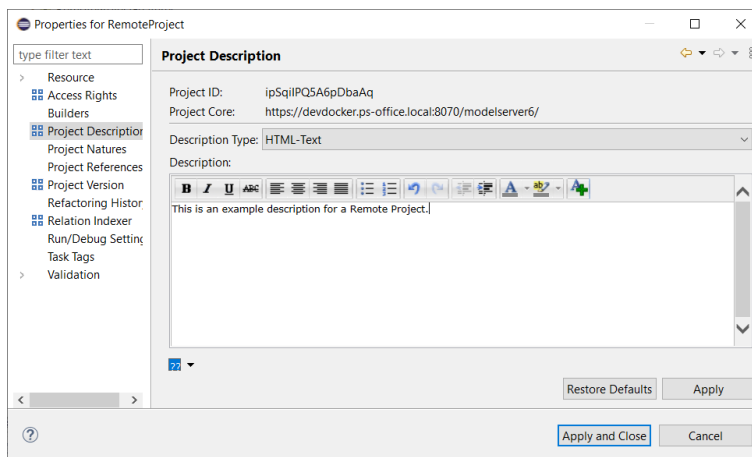 Properties for RemoteProject
type filter text
Resource
Access Rights
Builders
Project Description
Project Natures
Project References
Project Version
Refactoring Histor
Relation Indexer
Run/Debug Setting
Task Tags
Validation
Project Description
Project ID: ipSqiIPQ5A6pDbaAq
Project Core: https://devdocker.ps-office.local:8070/modelserver6/
Description Type: HTML-Text
Description:
B I U ABC A ab A
This is an example description for a Remote Project.
??
Restore Defaults Apply
? Apply and Close Cancel